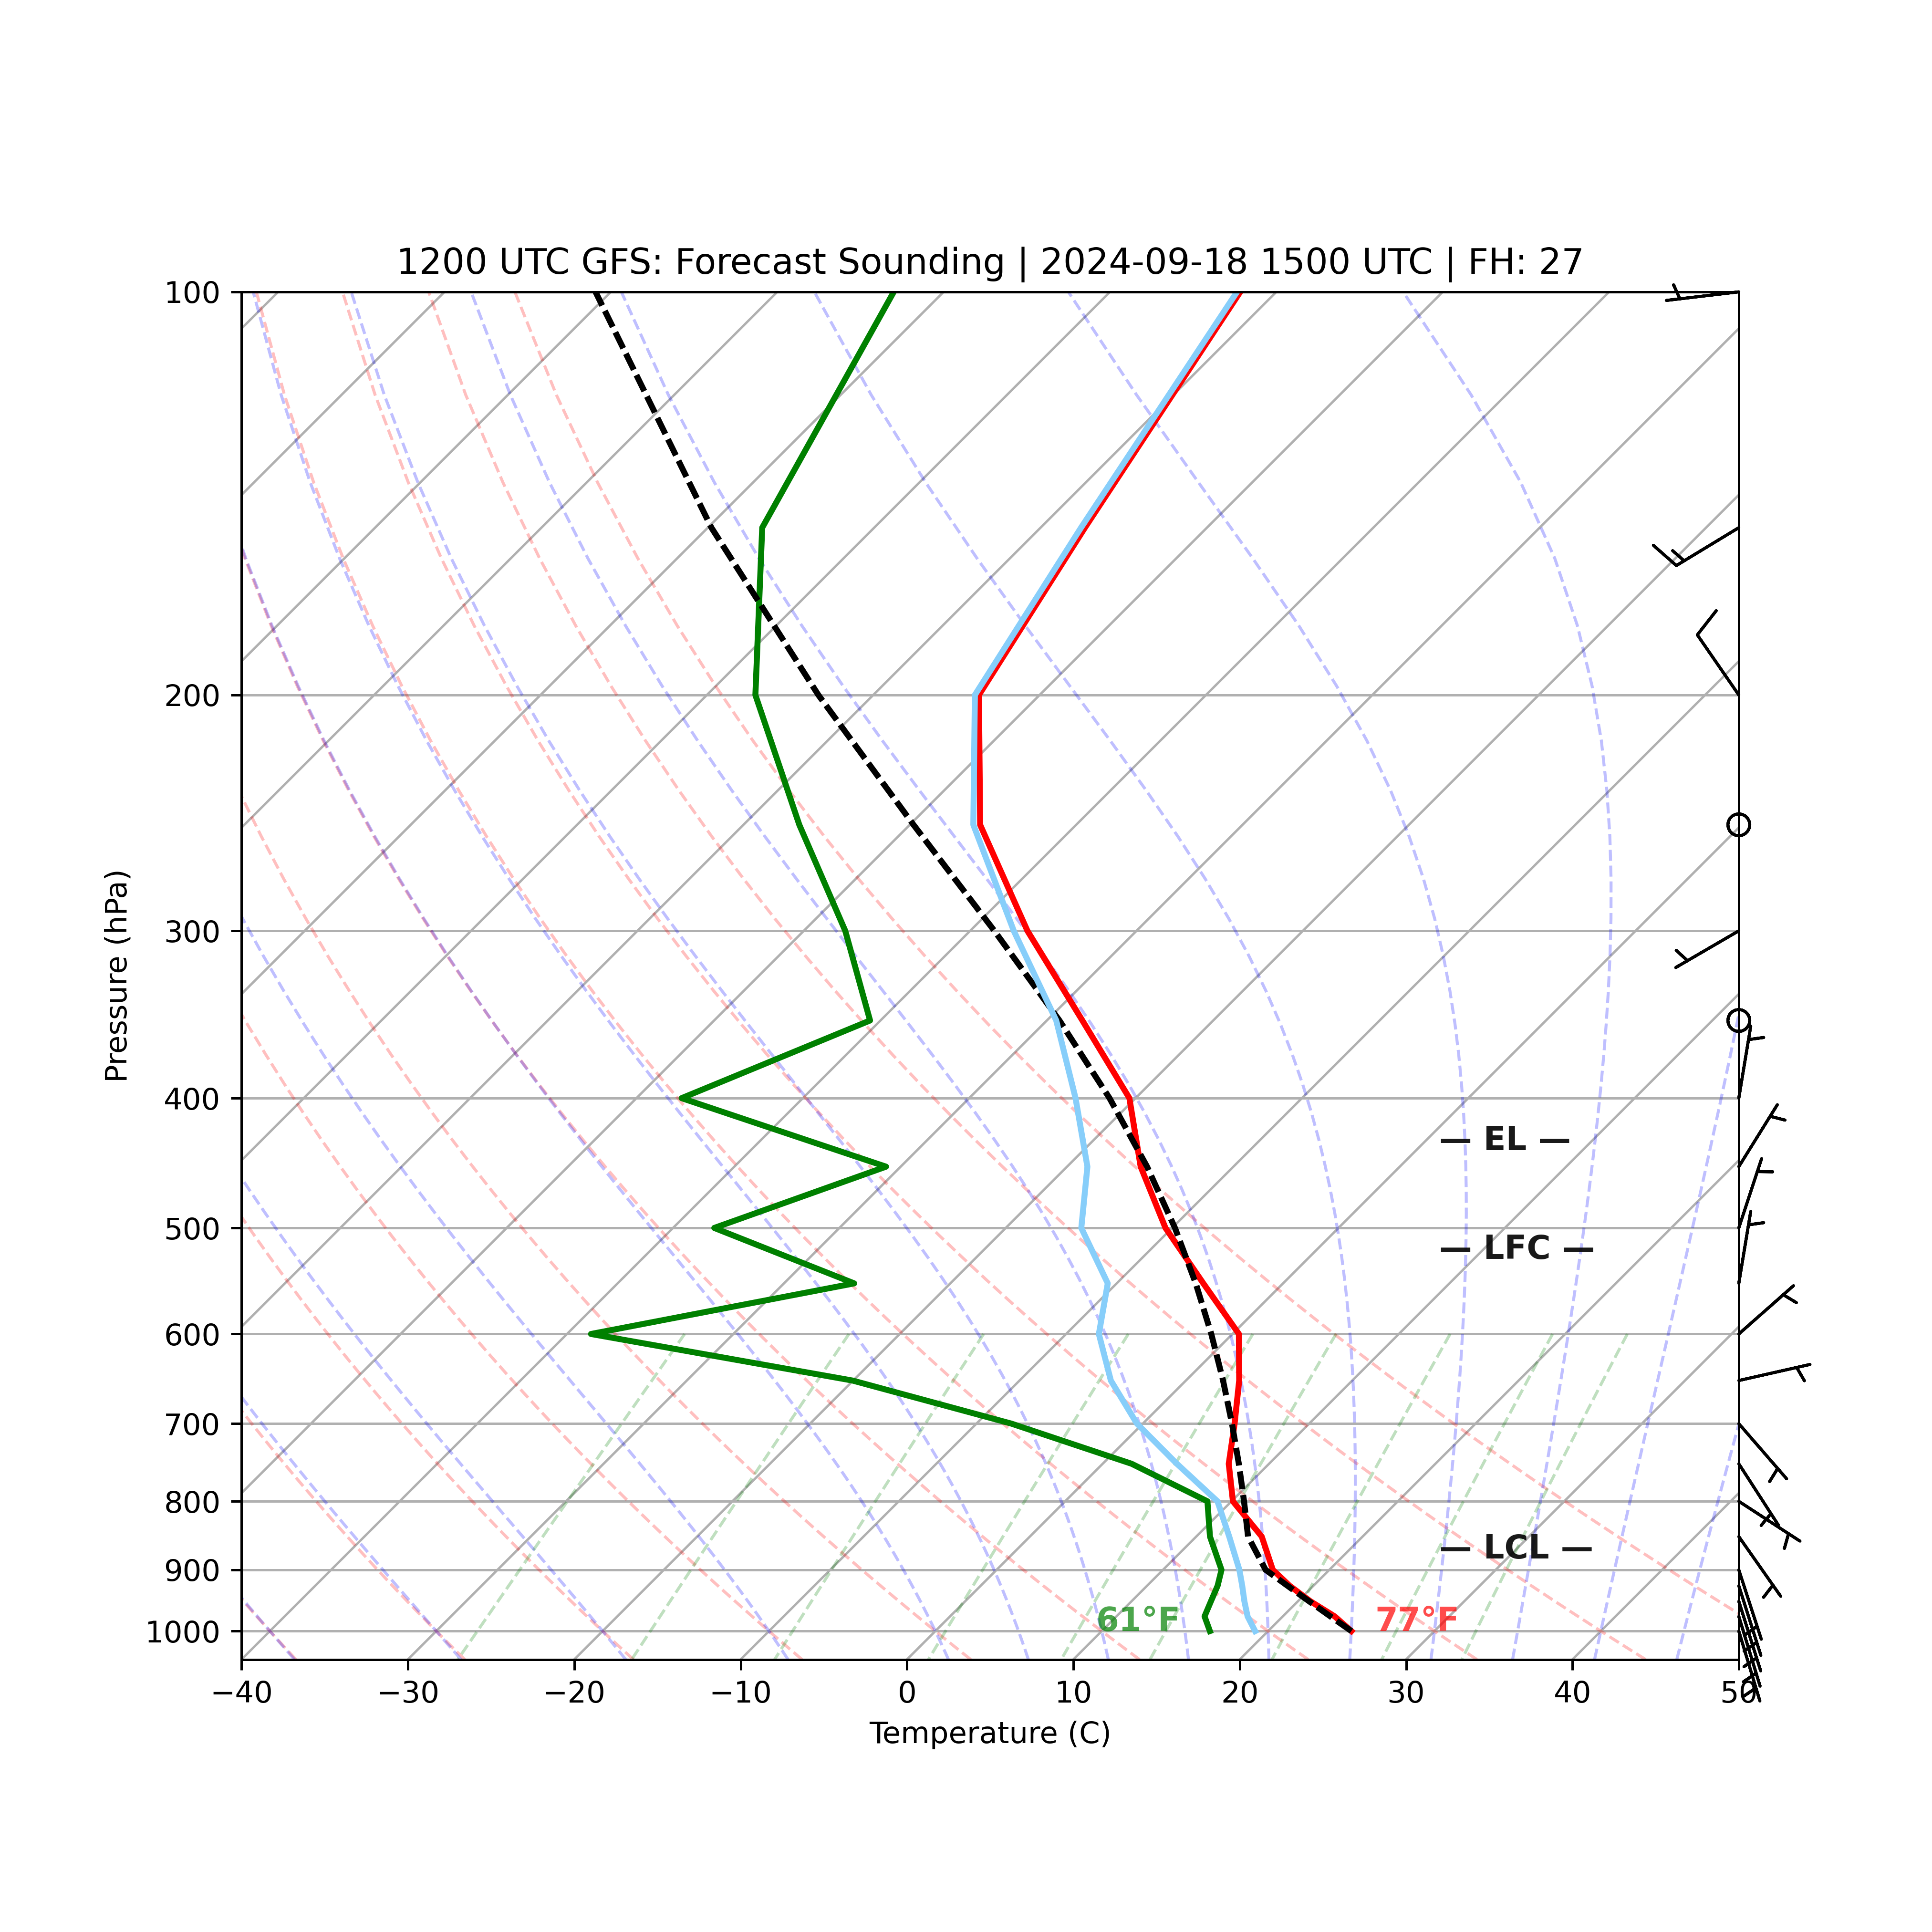 1200 UTC GFS: Forecast Sounding | 2024-09-18 1500 UTC | FH: 27
100
200
300
400
500
600
700
800
900
1000
Pressure (hPa)
— EL —
— LFC —
— LCL —
61°F
77°F
−40
−30
−20
−10
0
10
20
30
40
50
Temperature (C)